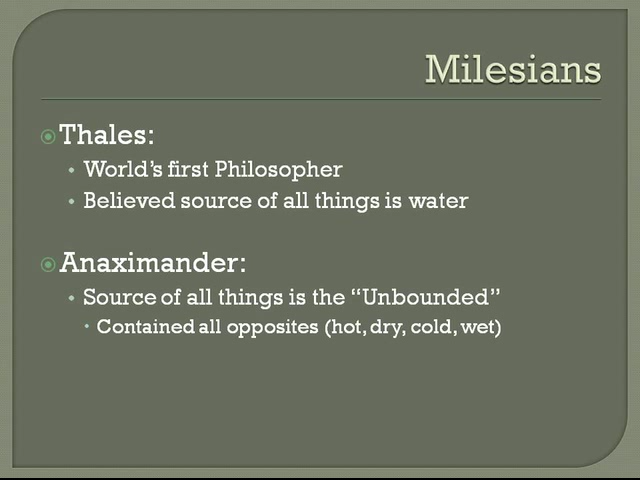 Milesians
Thales:
World's first Philosopher
Believed source of all things is water
Anaximander:
Source of all things is the “Unbounded”
Contained all opposites (hot, dry, cold, wet)